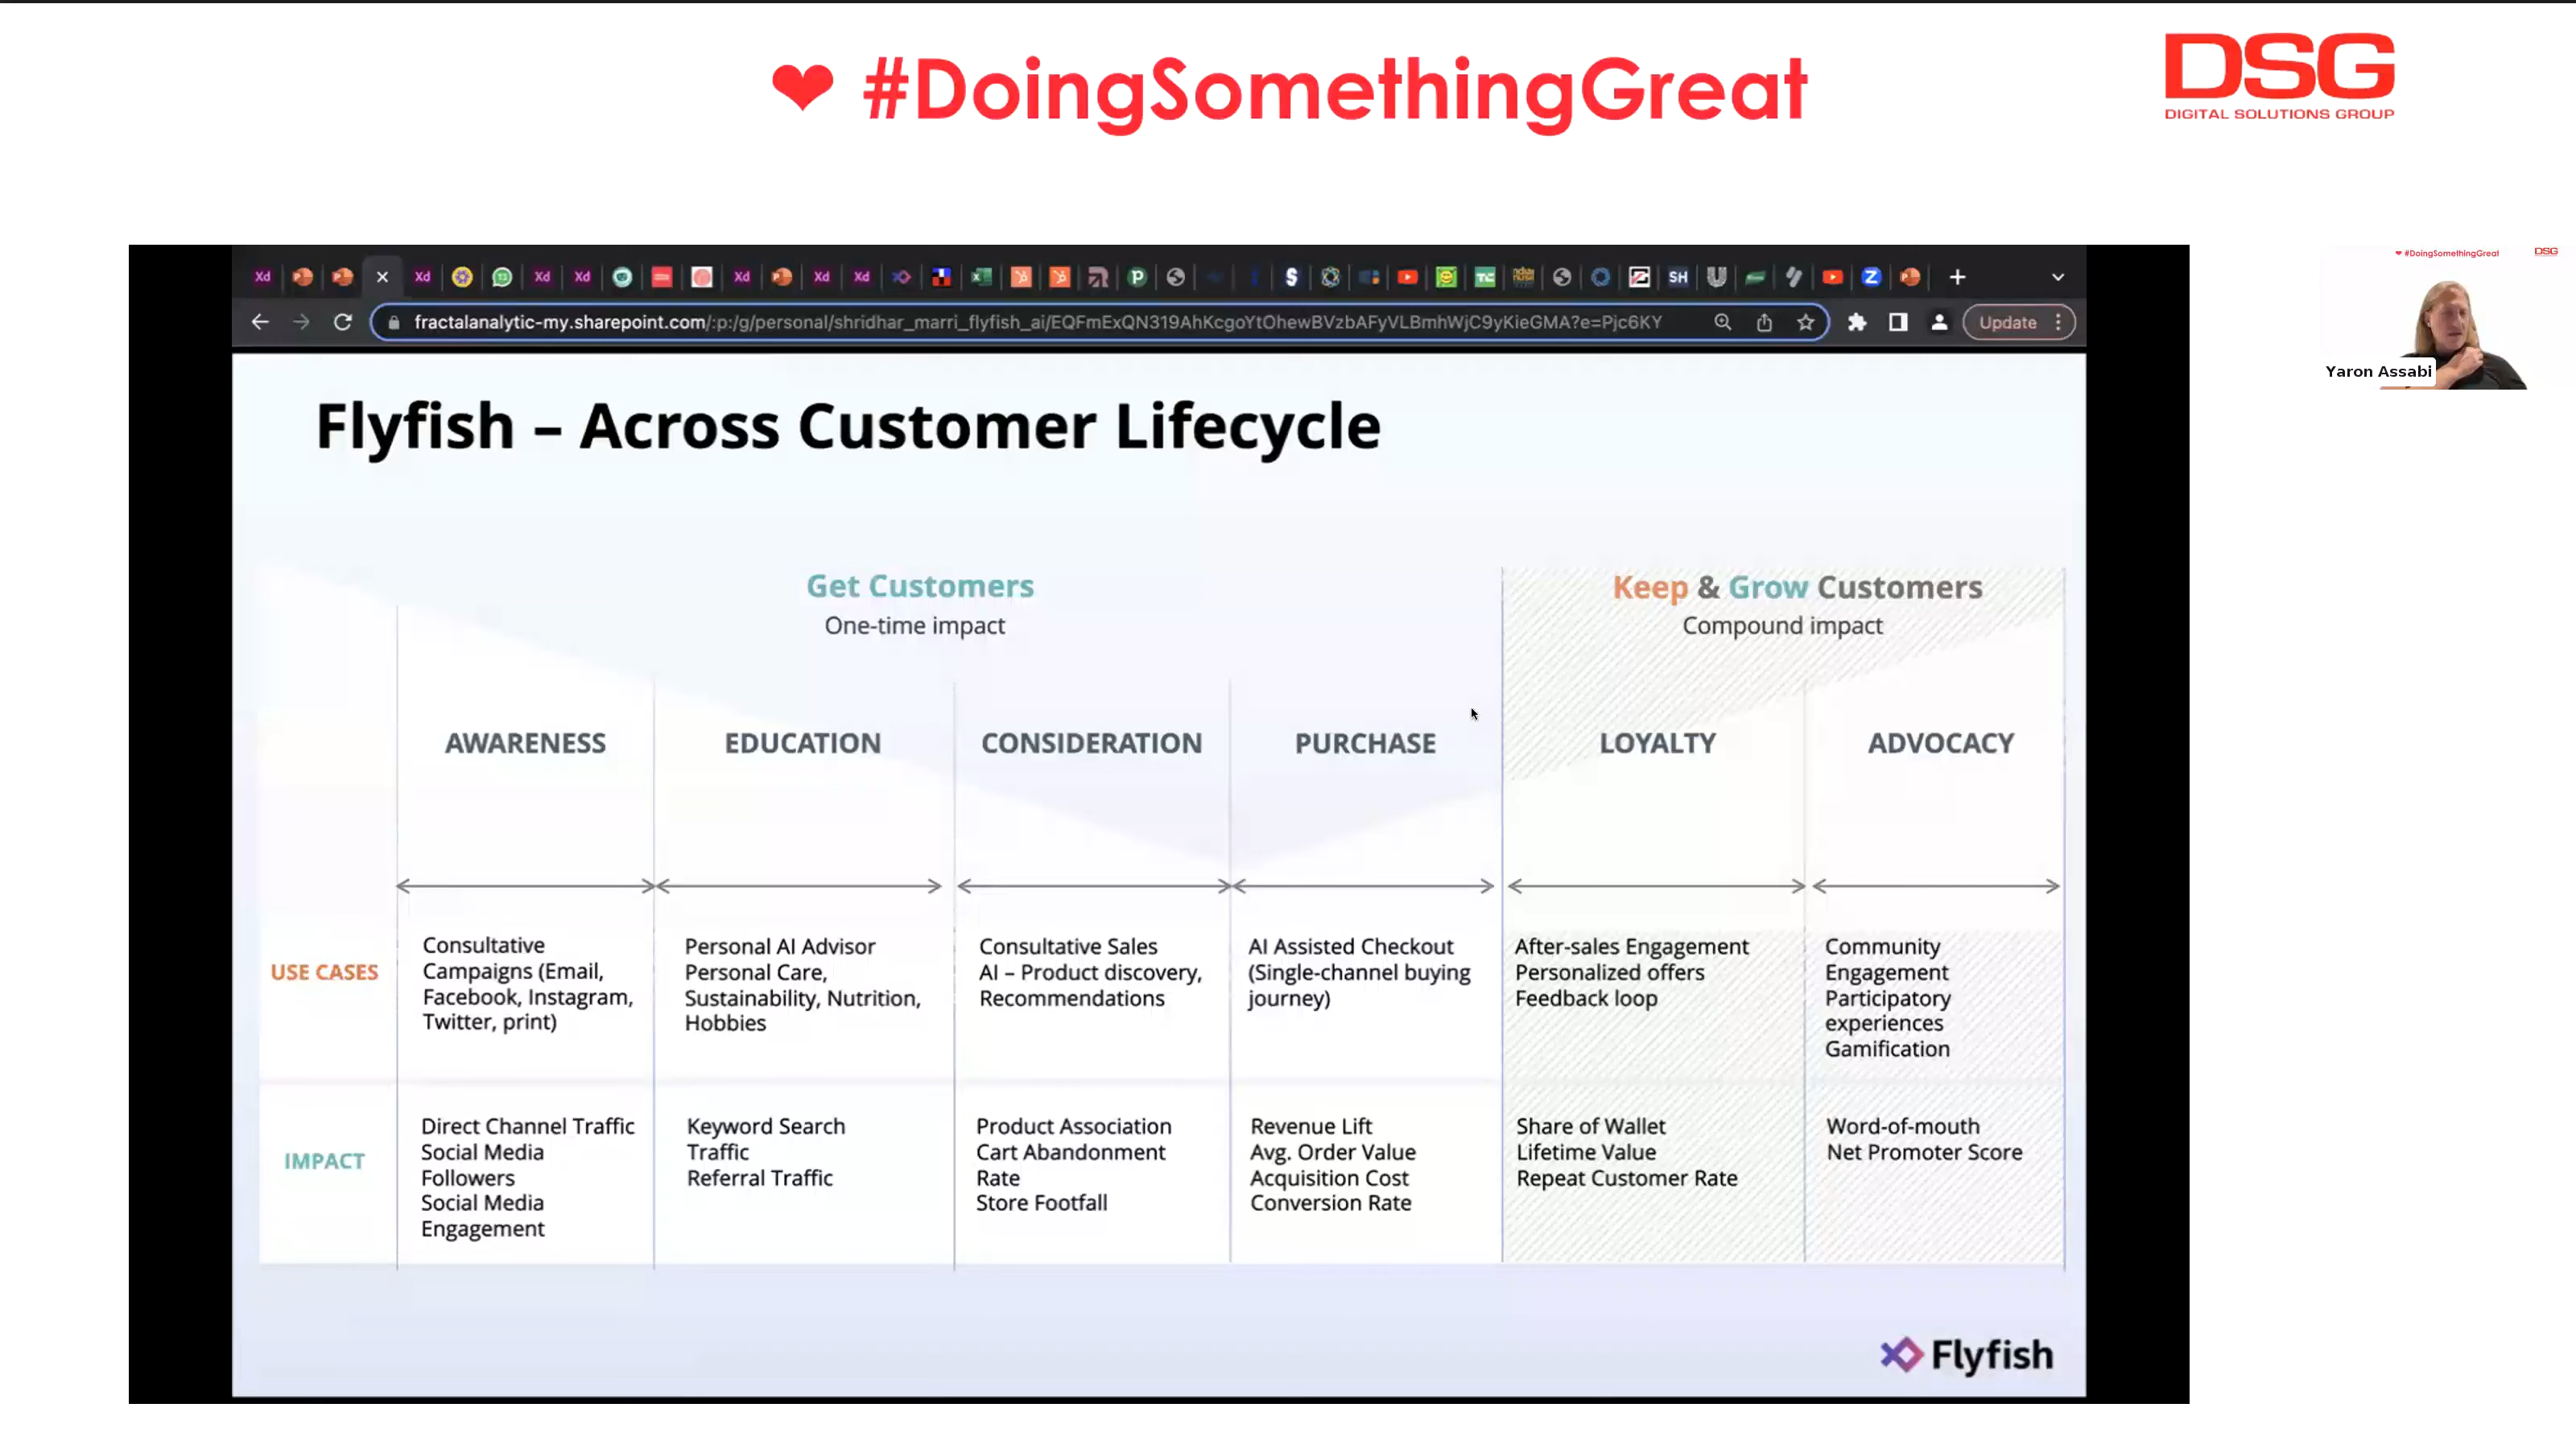 ❤ #DoingSomethingGreat
DSG
DIGITAL SOLUTIONS GROUP
fractalanalytic-my.sharepoint.com/:p:/g/personal/shridhar_marri_flyfish_ai/EQFmExQN319AhKcgoYtOhewBVzbAFyVLBmhWjC9yKieGMA?e=Pjc6KY
Update
❤ #DoingSomethingGreat
DSG
Yaron Assabi
Flyfish – Across Customer Lifecycle
Get Customers
One-time impact
Keep & Grow Customers
Compound impact
AWARENESS
EDUCATION
CONSIDERATION
PURCHASE
LOYALTY
ADVOCACY
USE CASES
Consultative
Campaigns (Email,
Facebook, Instagram,
Twitter, print)
Personal AI Advisor
Personal Care,
Sustainability, Nutrition,
Hobbies
Consultative Sales
AI – Product discovery,
Recommendations
AI Assisted Checkout
(Single-channel buying
journey)
After-sales Engagement
Personalized offers
Feedback loop
Community
Engagement
Participatory
experiences
Gamification
IMPACT
Direct Channel Traffic
Social Media
Followers
Social Media
Engagement
Keyword Search
Traffic
Referral Traffic
Product Association
Cart Abandonment
Rate
Store Footfall
Revenue Lift
Avg. Order Value
Acquisition Cost
Conversion Rate
Share of Wallet
Lifetime Value
Repeat Customer Rate
Word-of-mouth
Net Promoter Score
Flyfish